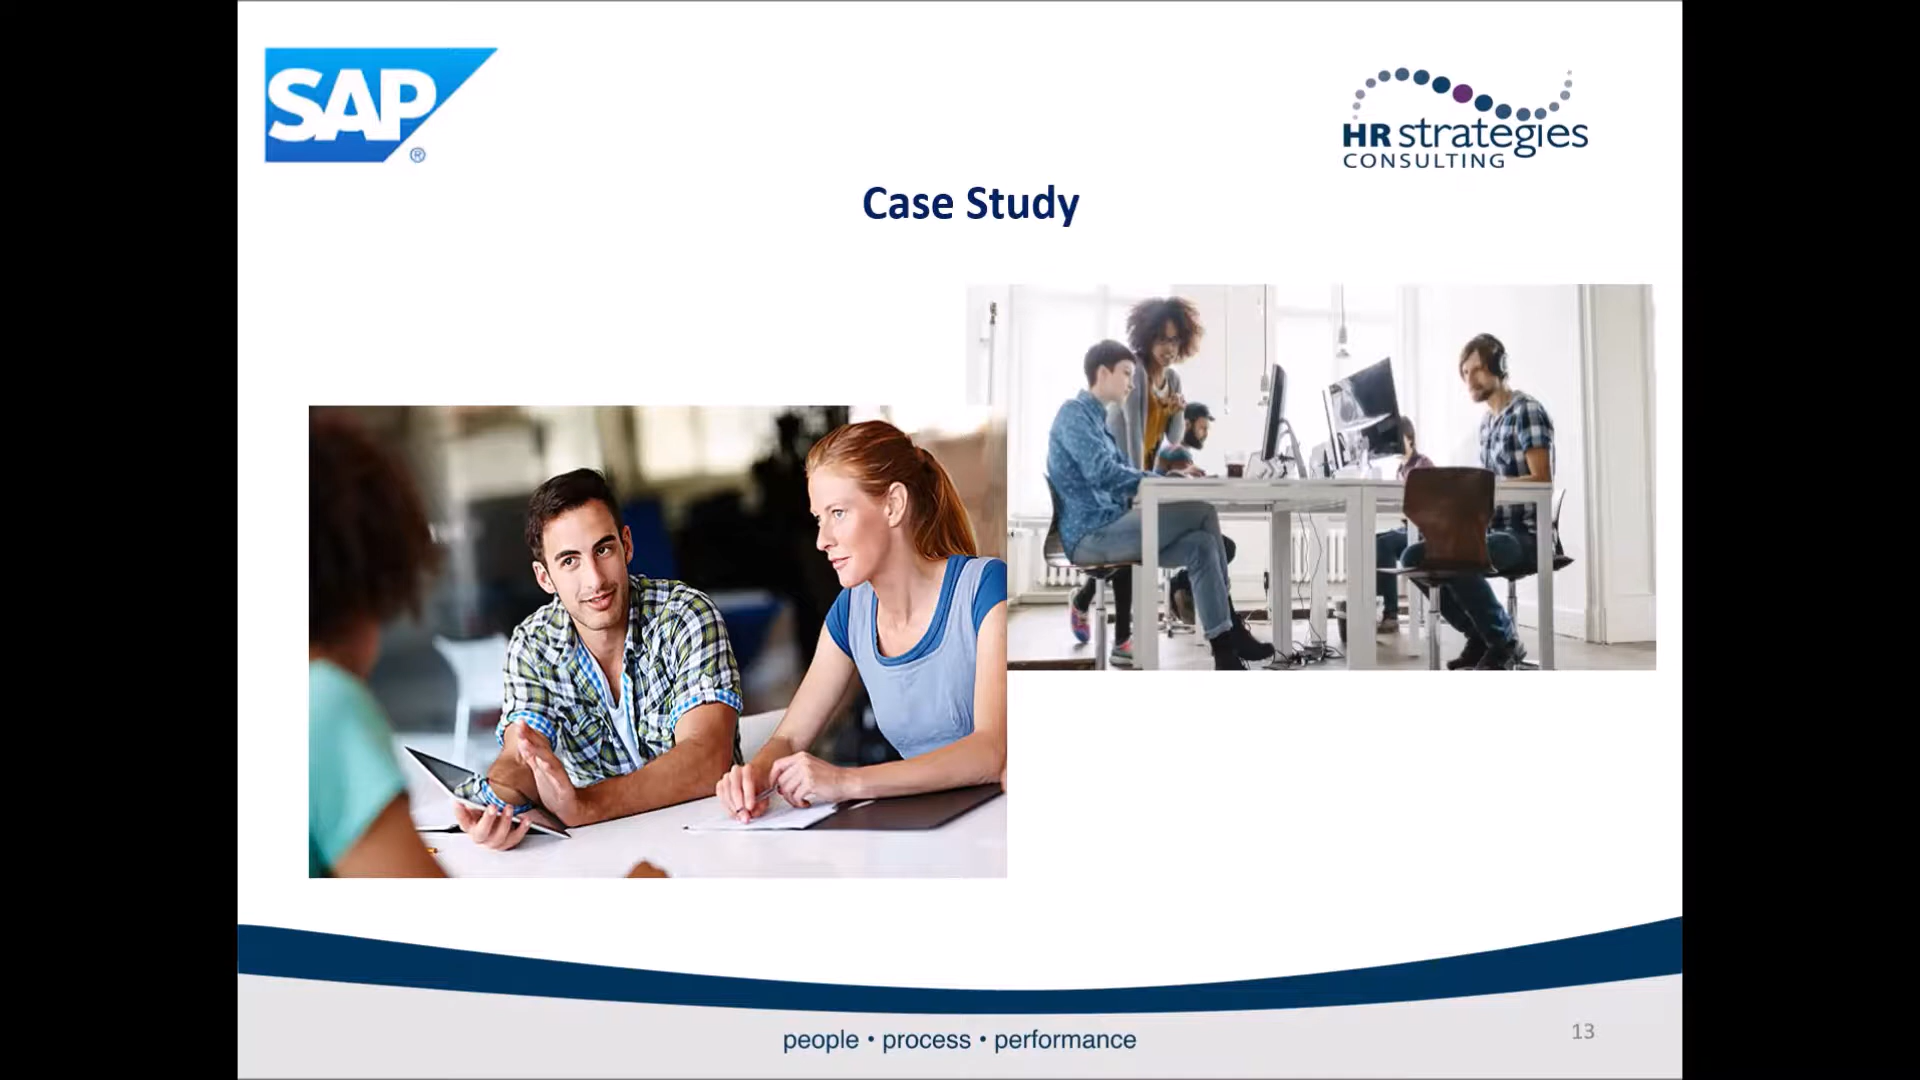 SAP
®
HR strategies
CONSULTING
Case Study
people • process • performance
13